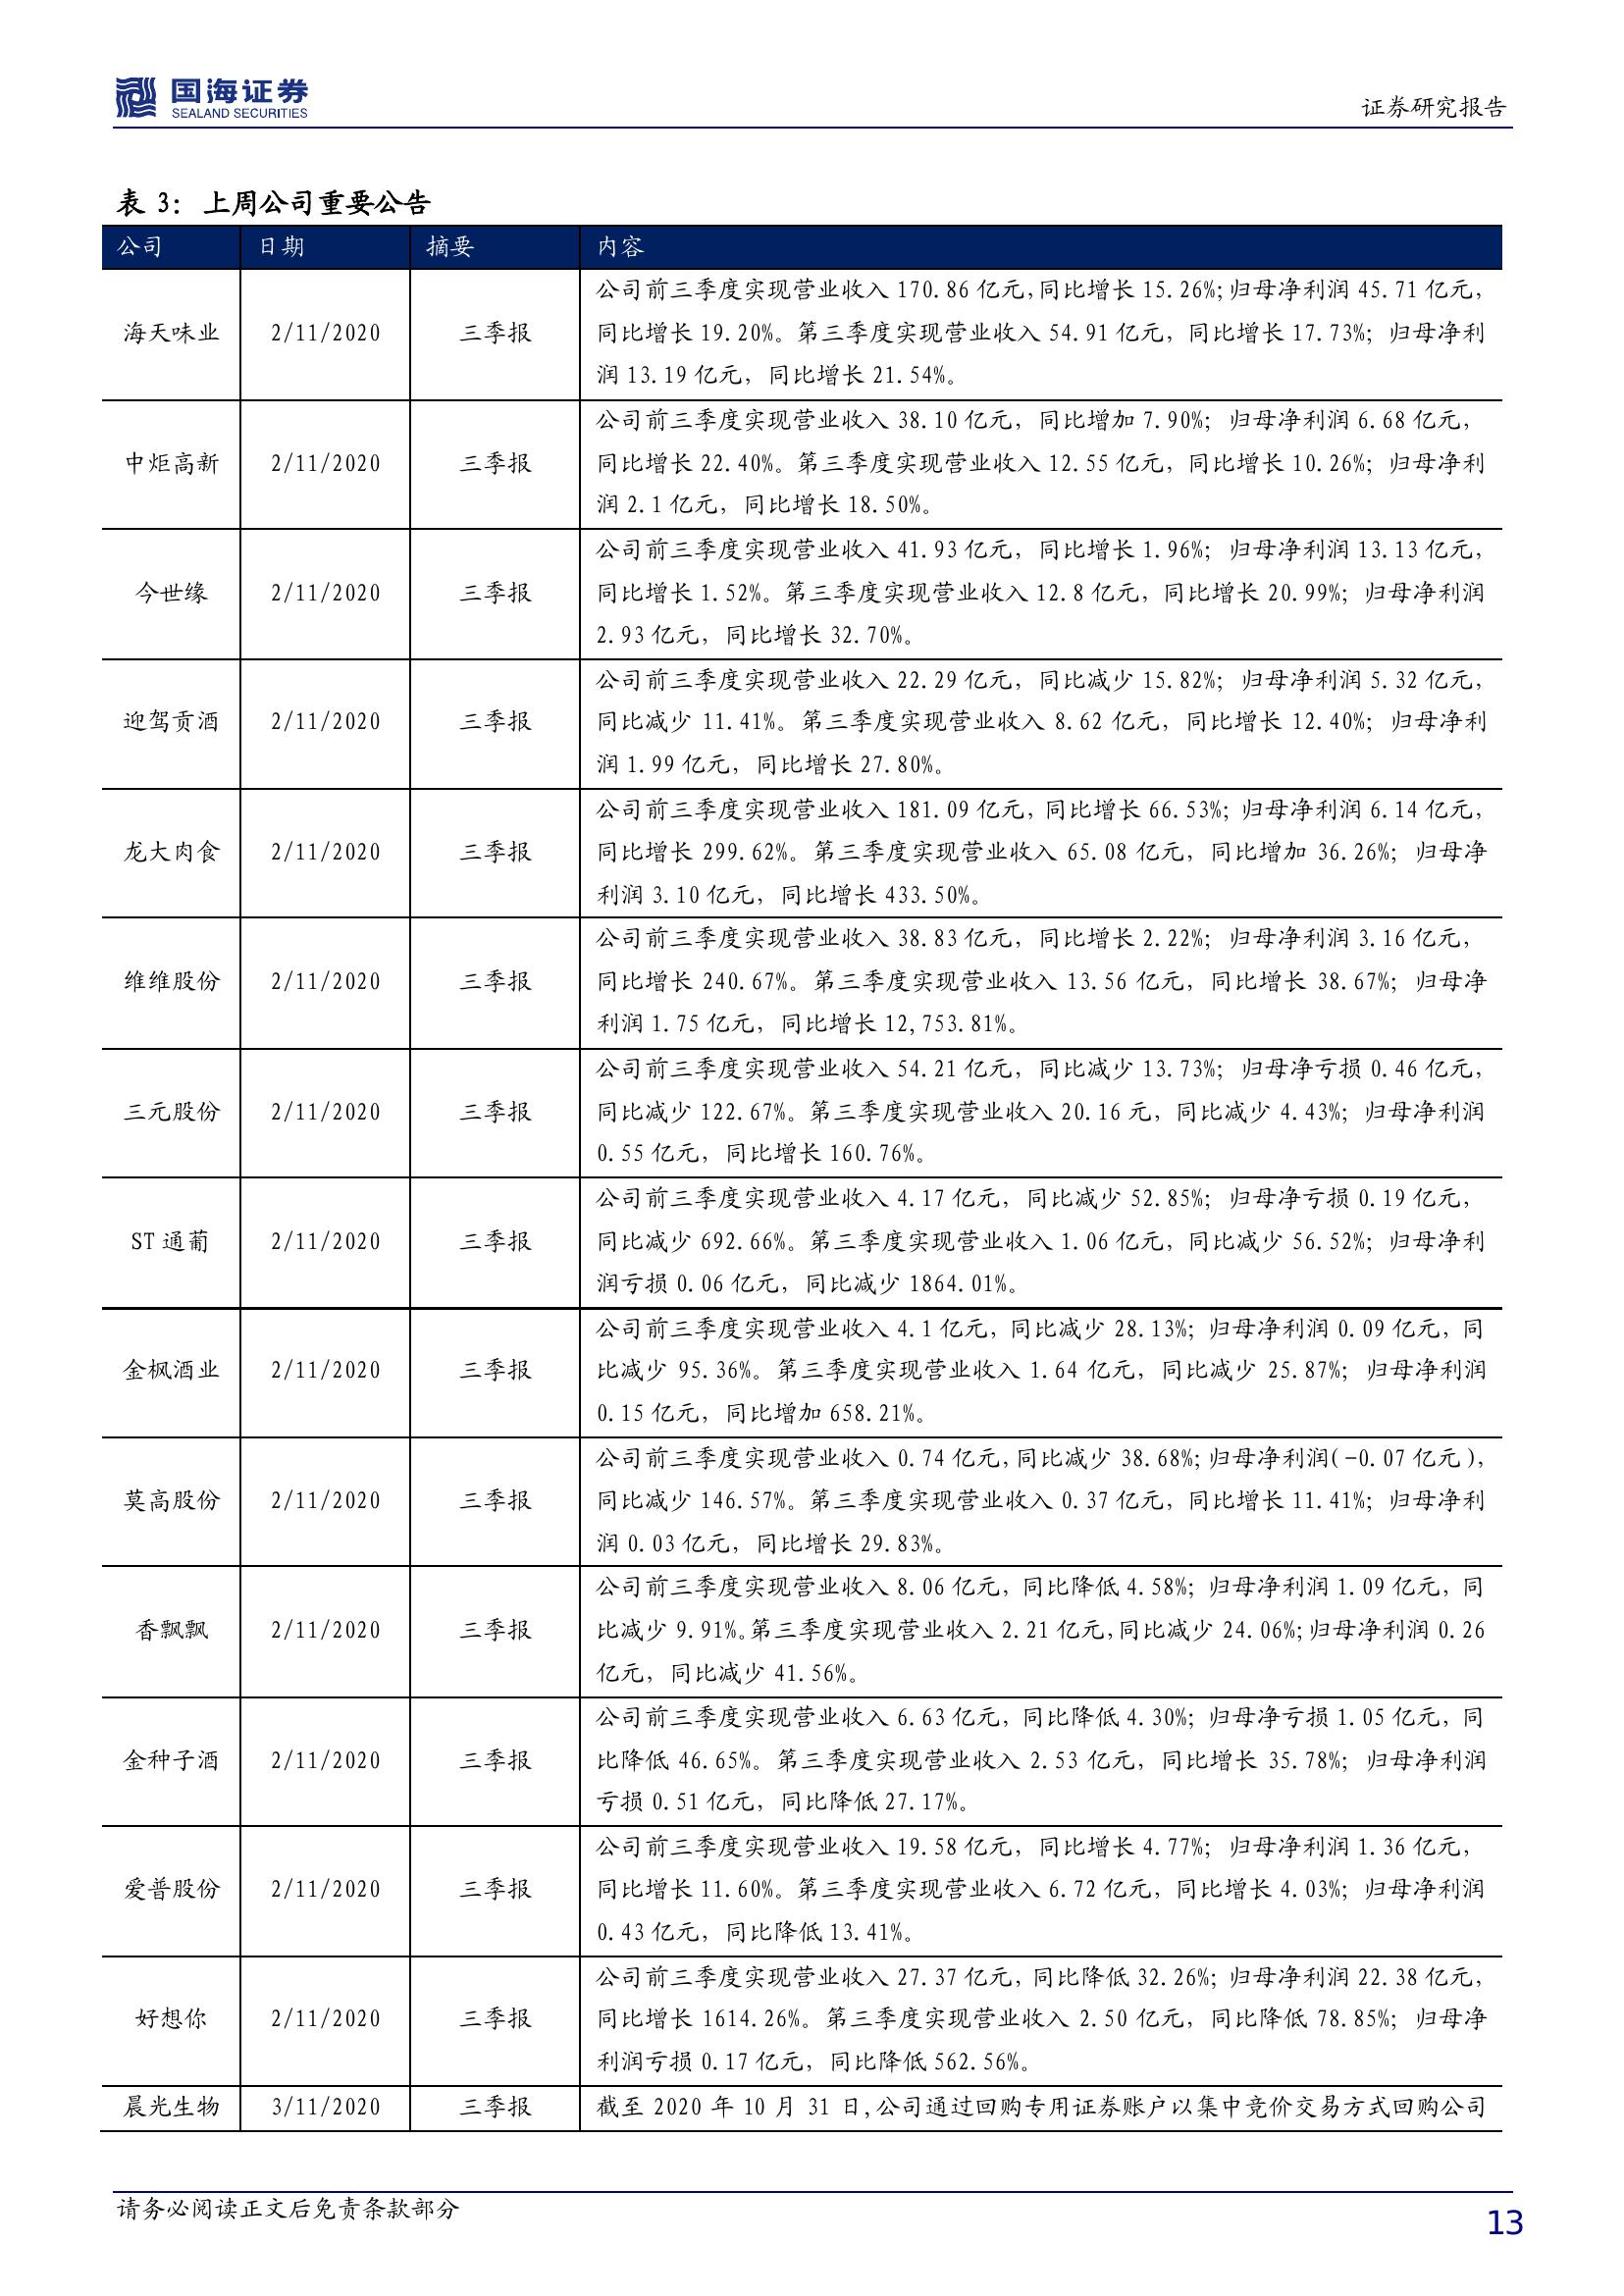 国海证券
SEALAND SECURITIES
证券研究报告
表 3: 上周公司重要公告
公司 日期 摘要 内容
海天味业 2/11/2020 三季报 公司前三季度实现营业收入 170.86 亿元,同比增长 15.26%;归母净利润 45.71 亿元,
同比增长 19.20%。第三季度实现营业收入 54.91 亿元，同比增长 17.73%；归母净利
润 13.19 亿元，同比增长 21.54%。
中炬高新 2/11/2020 三季报 公司前三季度实现营业收入 38.10 亿元，同比增加 7.90%；归母净利润 6.68 亿元，
同比增长 22.40%。第三季度实现营业收入 12.55 亿元，同比增长 10.26%；归母净利
润 2.1 亿元，同比增长 18.50%。
今世缘 2/11/2020 三季报 公司前三季度实现营业收入 41.93 亿元，同比增长 1.96%；归母净利润 13.13 亿元，
同比增长 1.52%。第三季度实现营业收入 12.8 亿元，同比增长 20.99%；归母净利润
2.93 亿元，同比增长 32.70%。
迎驾贡酒 2/11/2020 三季报 公司前三季度实现营业收入 22.29 亿元，同比减少 15.82%；归母净利润 5.32 亿元，
同比减少 11.41%。第三季度实现营业收入 8.62 亿元，同比增长 12.40%；归母净利
润 1.99 亿元，同比增长 27.80%。
龙大肉食 2/11/2020 三季报 公司前三季度实现营业收入 181.09 亿元,同比增长 66.53%;归母净利润 6.14 亿元，
同比增长 299.62%。第三季度实现营业收入 65.08 亿元，同比增加 36.26%；归母净
利润 3.10 亿元，同比增长 433.50%。
维维股份 2/11/2020 三季报 公司前三季度实现营业收入 38.83 亿元，同比增长 2.22%；归母净利润 3.16 亿元，
同比增长 240.67%。第三季度实现营业收入 13.56 亿元，同比增长 38.67%；归母净
利润 1.75 亿元，同比增长 12,753.81%。
三元股份 2/11/2020 三季报 公司前三季度实现营业收入 54.21 亿元，同比减少 13.73%；归母净亏损 0.46 亿元，
同比减少 122.67%。第三季度实现营业收入 20.16 元，同比减少 4.43%；归母净利润
0.55 亿元，同比增长 160.76%。
ST 通葡 2/11/2020 三季报 公司前三季度实现营业收入 4.17 亿元，同比减少 52.85%；归母净亏损 0.19 亿元，
同比减少 692.66%。第三季度实现营业收入 1.06 亿元，同比减少 56.52%；归母净利
润亏损 0.06 亿元，同比减少 1864.01%。
金枫酒业 2/11/2020 三季报 公司前三季度实现营业收入 4.1 亿元，同比减少 28.13%；归母净利润 0.09 亿元，同
比减少 95.36%。第三季度实现营业收入 1.64 亿元，同比减少 25.87%；归母净利润
0.15 亿元，同比增加 658.21%。
莫高股份 2/11/2020 三季报 公司前三季度实现营业收入 0.74 亿元,同比减少 38.68%;归母净利润(-0.07 亿元)，
同比减少 146.57%。第三季度实现营业收入 0.37 亿元，同比增长 11.41%；归母净利
润 0.03 亿元，同比增长 29.83%。
香飘飘 2/11/2020 三季报 公司前三季度实现营业收入 8.06 亿元，同比降低 4.58%；归母净利润 1.09 亿元，同
比减少 9.91%。第三季度实现营业收入 2.21 亿元,同比减少 24.06%;归母净利润 0.26
亿元，同比减少 41.56%。
金种子酒 2/11/2020 三季报 公司前三季度实现营业收入 6.63 亿元，同比降低 4.30%；归母净亏损 1.05 亿元，同
比降低 46.65%。第三季度实现营业收入 2.53 亿元，同比增长 35.78%；归母净利润
亏损 0.51 亿元，同比降低 27.17%。
爱普股份 2/11/2020 三季报 公司前三季度实现营业收入 19.58 亿元，同比增长 4.77%；归母净利润 1.36 亿元，
同比增长 11.60%。第三季度实现营业收入 6.72 亿元，同比增长 4.03%；归母净利润
0.43 亿元，同比降低 13.41%。
好想你 2/11/2020 三季报 公司前三季度实现营业收入 27.37 亿元，同比降低 32.26%；归母净利润 22.38 亿元，
同比增长 1614.26%。第三季度实现营业收入 2.50 亿元，同比降低 78.85%；归母净
利润亏损 0.17 亿元，同比降低 562.56%。
晨光生物 3/11/2020 三季报 截至 2020 年 10 月 31 日,公司通过回购专用证券账户以集中竞价交易方式回购公司
请务必阅读正文后免责条款部分
13